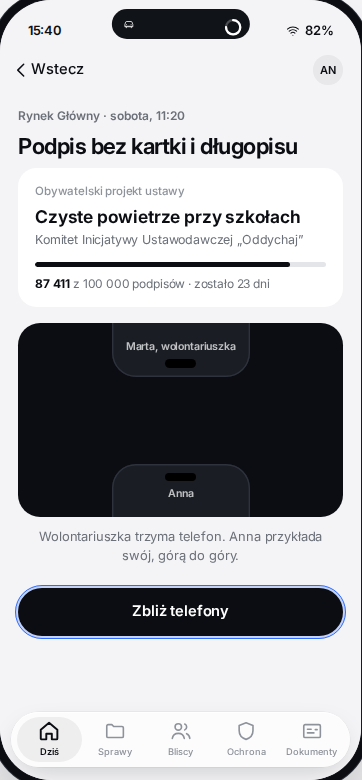 15:40
82%
Wstecz
AN
Rynek Główny · sobota, 11:20
Podpis bez kartki i długopisu
Obywatelski projekt ustawy
Czyste powietrze przy szkołach
Komitet Inicjatywy Ustawodawczej „Oddychaj”
87 411 z 100 000 podpisów · zostało 23 dni
Marta, wolontariuszka
Anna
Wolontariuszka trzyma telefon. Anna przykłada
swój, górą do góry.
Zbliż telefony
Dziś
Sprawy
Bliscy
Ochrona
Dokumenty